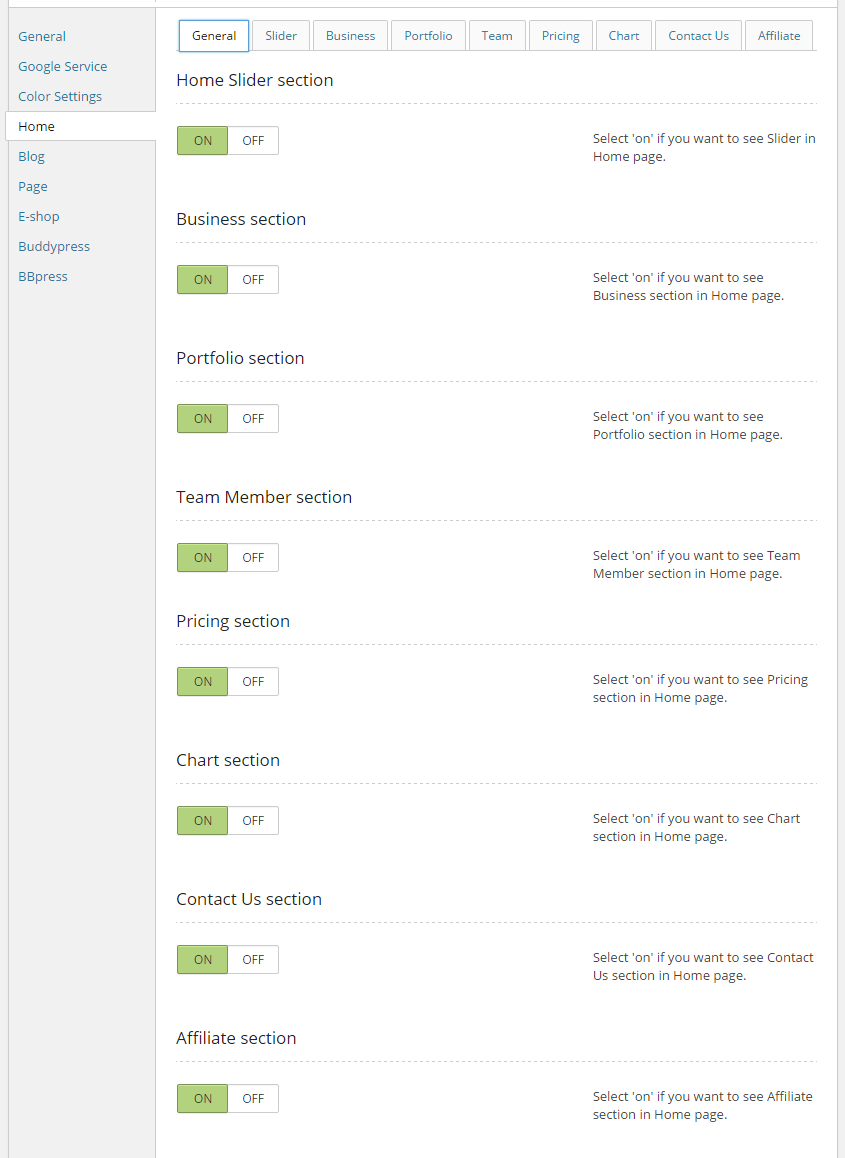 General
Google Service
Color Settings
Home
Blog
Page
E-shop
Buddypress
BBpress
General Slider Business Portfolio Team Pricing Chart Contact Us Affiliate
Home Slider section
ON OFF
Select 'on' if you want to see Slider in
Home page.
Business section
ON OFF
Select 'on' if you want to see
Business section in Home page.
Portfolio section
ON OFF
Select 'on' if you want to see
Portfolio section in Home page.
Team Member section
ON OFF
Select 'on' if you want to see Team
Member section in Home page.
Pricing section
ON OFF
Select 'on' if you want to see Pricing
section in Home page.
Chart section
ON OFF
Select 'on' if you want to see Chart
section in Home page.
Contact Us section
ON OFF
Select 'on' if you want to see Contact
Us section in Home page.
Affiliate section
ON OFF
Select 'on' if you want to see Affiliate
section in Home page.